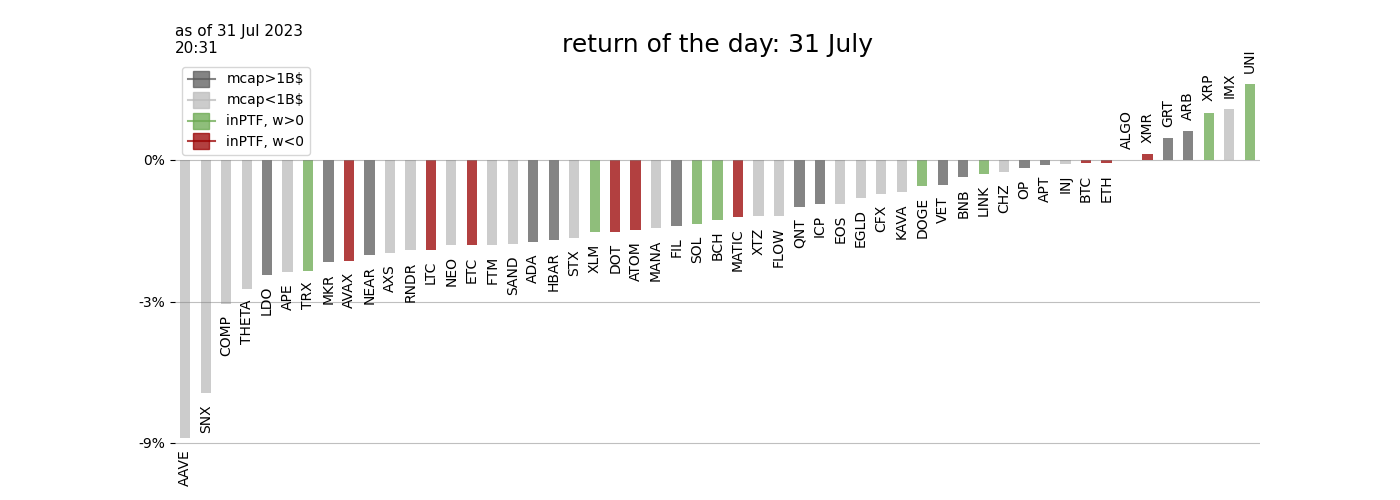 as of 31 Jul 2023
20:31
return of the day: 31 July
mcap>1B$
mcap<1B$
inPTF, w>0
inPTF, w<0
0%
-3%
-9%
AAVE
SNX
COMP
THETA
LDO
APE
TRX
MKR
AVAX
NEAR
AXS
RNDR
LTC
NEO
ETC
FTM
SAND
ADA
HBAR
STX
XLM
DOT
ATOM
MANA
FIL
SOL
BCH
MATIC
XTZ
FLOW
QNT
ICP
EOS
EGLD
CFX
KAVA
DOGE
VET
BNB
LINK
CHZ
OP
APT
INJ
BTC
ETH
ALGO
XMR
GRT
ARB
XRP
IMX
UNI